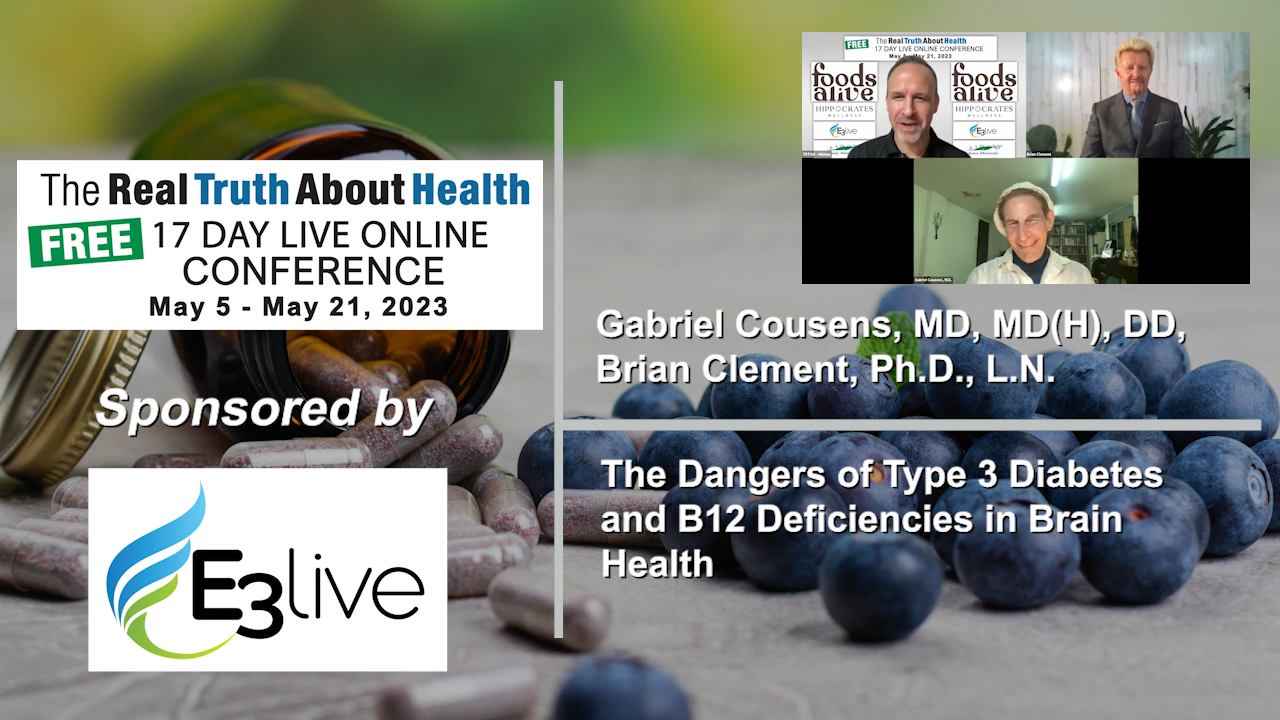 The Real Truth About Health
FREE 17 DAY LIVE ONLINE
CONFERENCE
May 5 - May 21, 2023
Sponsored by
E3live
FREE The Real Truth About Health
17 DAY LIVE ONLINE CONFERENCE
foods alive
foods alive
HIPPOCRATES
WELLNESS
HIPPOCRATES
WELLNESS
E3live
E3live
Brian Clement
Gabriel Cousens, M.D.
Gabriel Cousens, MD, MD(H), DD,
Brian Clement, Ph.D., L.N.
The Dangers of Type 3 Diabetes
and B12 Deficiencies in Brain
Health